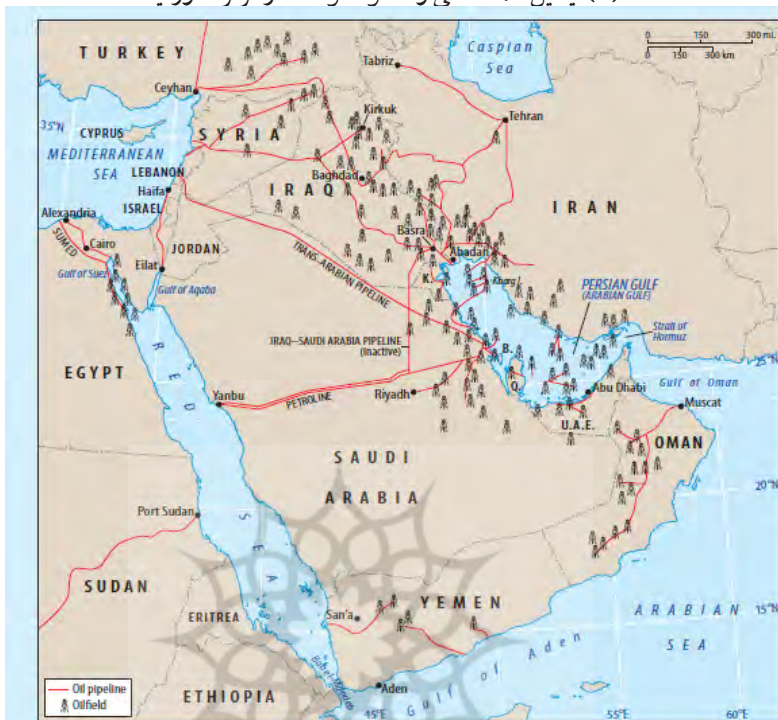 TURKEY
Caspian
Sea
0 150 300 mi.
0 150 300 km
Tabriz
Ceyhan
Tehran
35°N
CYPRUS
SYRIA
Kirkuk
MEDITERRANEAN
SEA
LEBANON
Haifa
ISRAEL
Baghdad
IRAQ
IRAN
Alexandria
SUMED
Cairo
JORDAN
Basra
Abadan
Eilat
Gulf of Suez
Gulf of Aqaba
TRANS-ARABIAN PIPELINE
K.
Kharg I.
PERSIAN GULF
(ARABIAN GULF)
Strait of
Hormuz
IRAQ–SAUDI ARABIA PIPELINE
(Inactive)
B.
Q.
25°N
EGYPT
Yanbu
PETROLINE
Riyadh
Abu Dhabi
Gulf of Oman
Muscat
U.A.E.
OMAN
RED SEA
SAUDI
ARABIA
20°N
Port Sudan
SUDAN
ERITREA
San'a
YEMEN
ARABIAN
SEA
15°N
Bab el-Mandeb
Gulf of Aden
Aden
ETHIOPIA
Oil pipeline
Oilfield
45°E
55°E
60°E